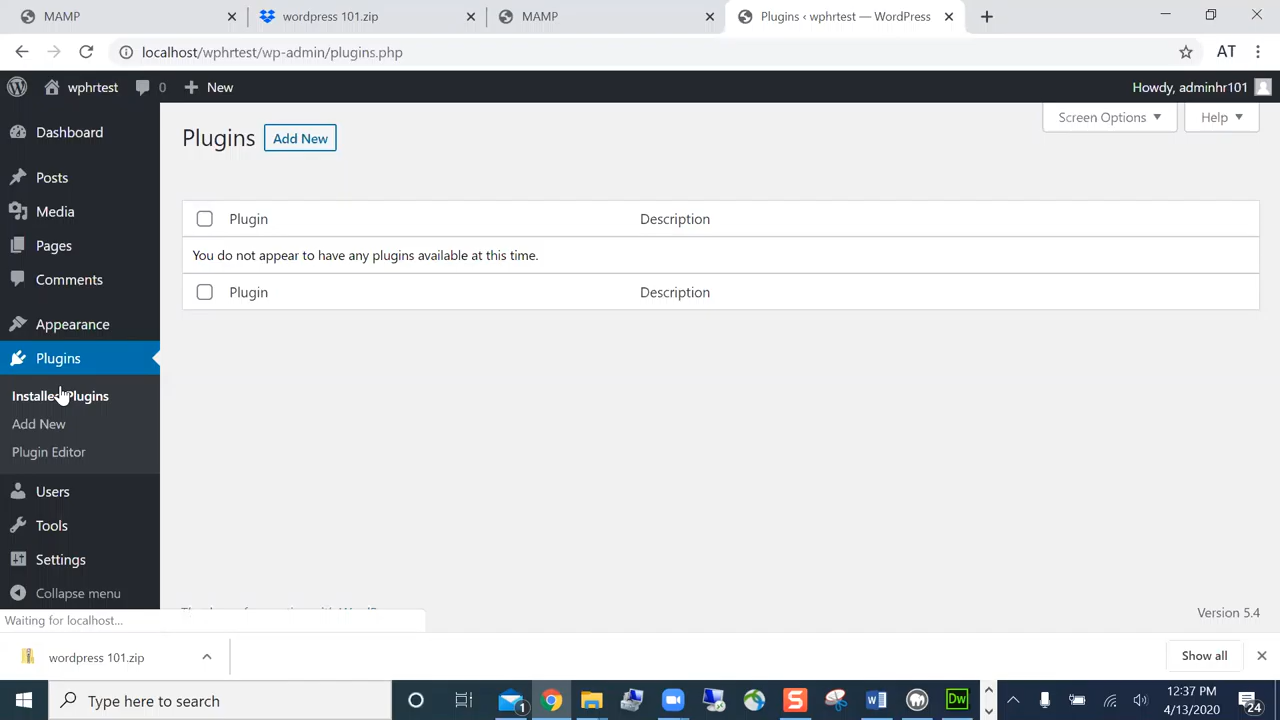 MAMP
wordpress 101.zip
MAMP
Plugins ‹ wphrtest — WordPress
localhost/wphrtest/wp-admin/plugins.php
AT
wphrtest
0
New
Howdy, adminhr101
Dashboard
Posts
Media
Pages
Comments
Appearance
Plugins
Installed Plugins
Add New
Plugin Editor
Users
Tools
Settings
Collapse menu
Plugins
Add New
Screen Options
Help
Plugin
Description
You do not appear to have any plugins available at this time.
Plugin
Description
Version 5.4
Waiting for localhost...
wordpress 101.zip
Show all
Type here to search
1
S
W
Dw
12:37 PM
4/13/2020
24